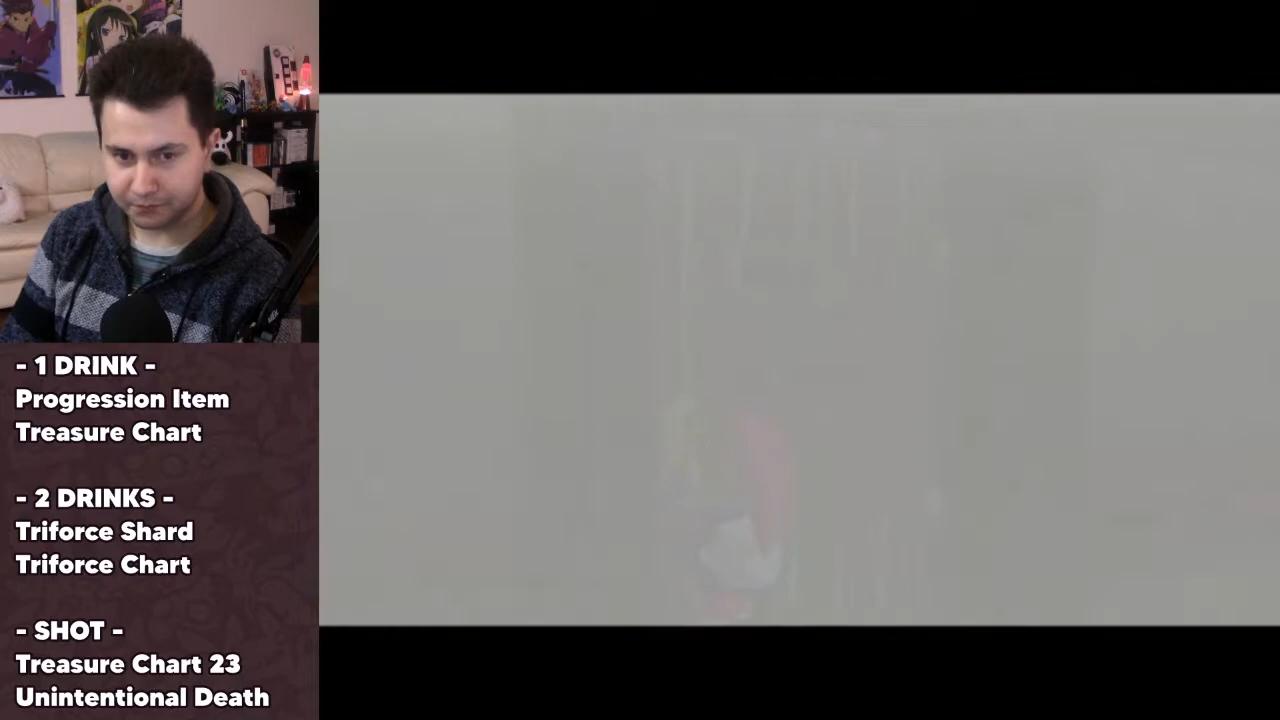 - 1 DRINK -
Progression Item
Treasure Chart
- 2 DRINKS -
Triforce Shard
Triforce Chart
- SHOT -
Treasure Chart 23
Unintentional Death